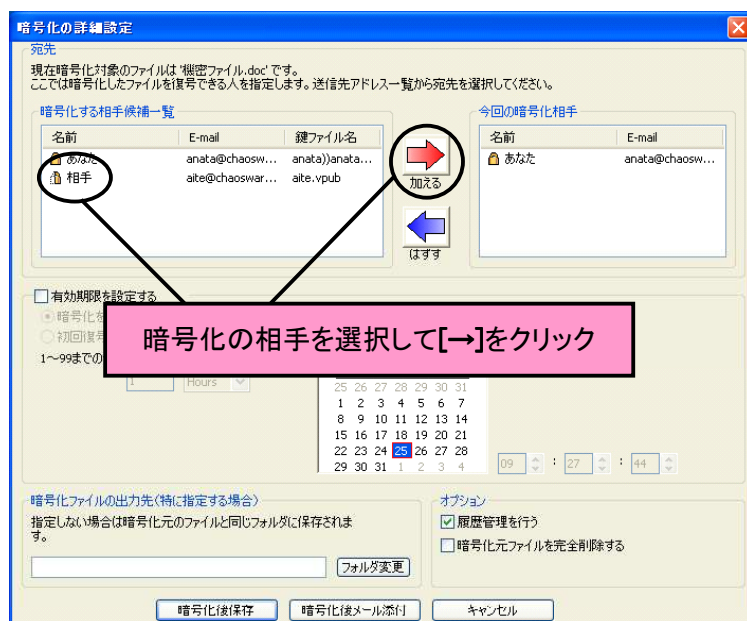 暗号化の詳細設定
宛先
現在暗号化対象のファイルは '機密ファイル.doc' です。
ここでは暗号化したファイルを復号できる人を指定します。送信先アドレス一覧から宛先を選択してください。
暗号化する相手候補一覧
名前 E-mail 鍵ファイル名
あなた anata@chaosw... anata))anata...
相手 aite@chaoswar... aite.vpub
加える
はずす
今回の暗号化相手
名前 E-mail
あなた anata@chaosw...
有効期限を設定する
暗号化を
初回復号
1～99までの
1 Hours
暗号化の相手を選択して[→]をクリック
25 26 27 28 29 30 31
1 2 3 4 5 6 7
8 9 10 11 12 13 14
15 16 17 18 19 20 21
22 23 24 25 26 27 28
29 30 31 1 2 3 4
09 : 27 : 44
暗号化ファイルの出力先(特に指定する場合)
指定しない場合は暗号化元のファイルと同じフォルダに保存されま
す。
フォルダ変更
オプション
履歴管理を行う
暗号化元ファイルを完全削除する
暗号化後保存 暗号化後メール添付 キャンセル